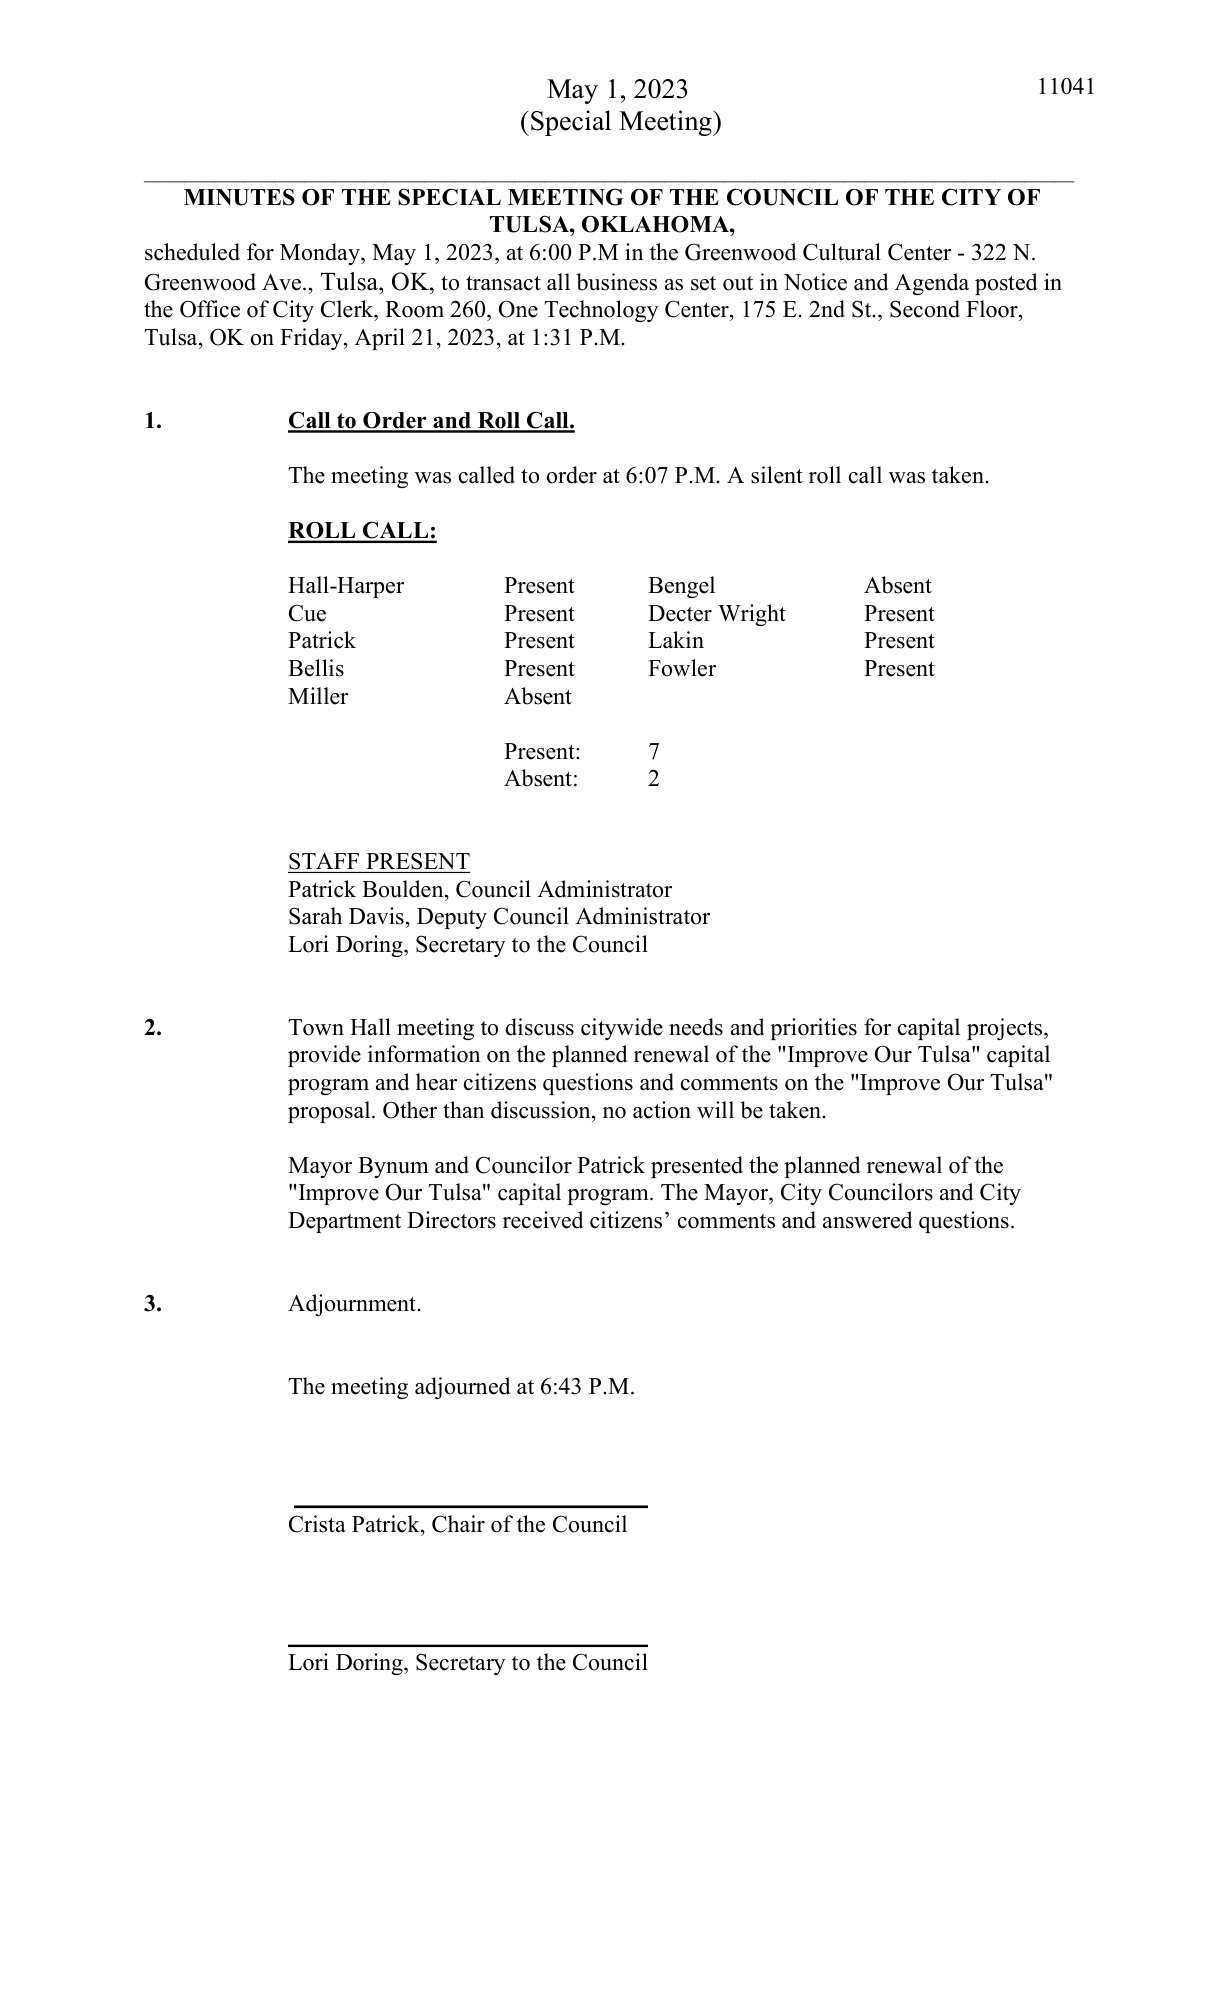 May 1, 2023
11041
(Special Meeting)
MINUTES OF THE SPECIAL MEETING OF THE COUNCIL OF THE CITY OF
TULSA, OKLAHOMA,
scheduled for Monday, May 1, 2023, at 6:00 P.M in the Greenwood Cultural Center - 322 N.
Greenwood Ave., Tulsa, OK, to transact all business as set out in Notice and Agenda posted in
the Office of City Clerk, Room 260, One Technology Center, 175 E. 2nd St., Second Floor,
Tulsa, OK on Friday, April 21, 2023, at 1:31 P.M.
1. Call to Order and Roll Call.
The meeting was called to order at 6:07 P.M. A silent roll call was taken.
ROLL CALL:
Hall-Harper Present Bengel Absent
Cue Present Decter Wright Present
Patrick Present Lakin Present
Bellis Present Fowler Present
Miller Absent
Present: 7
Absent: 2
STAFF PRESENT
Patrick Boulden, Council Administrator
Sarah Davis, Deputy Council Administrator
Lori Doring, Secretary to the Council
2. Town Hall meeting to discuss citywide needs and priorities for capital projects,
provide information on the planned renewal of the "Improve Our Tulsa" capital
program and hear citizens questions and comments on the "Improve Our Tulsa"
proposal. Other than discussion, no action will be taken.
Mayor Bynum and Councilor Patrick presented the planned renewal of the
"Improve Our Tulsa" capital program. The Mayor, City Councilors and City
Department Directors received citizens’ comments and answered questions.
3. Adjournment.
The meeting adjourned at 6:43 P.M.
Crista Patrick, Chair of the Council
Lori Doring, Secretary to the Council